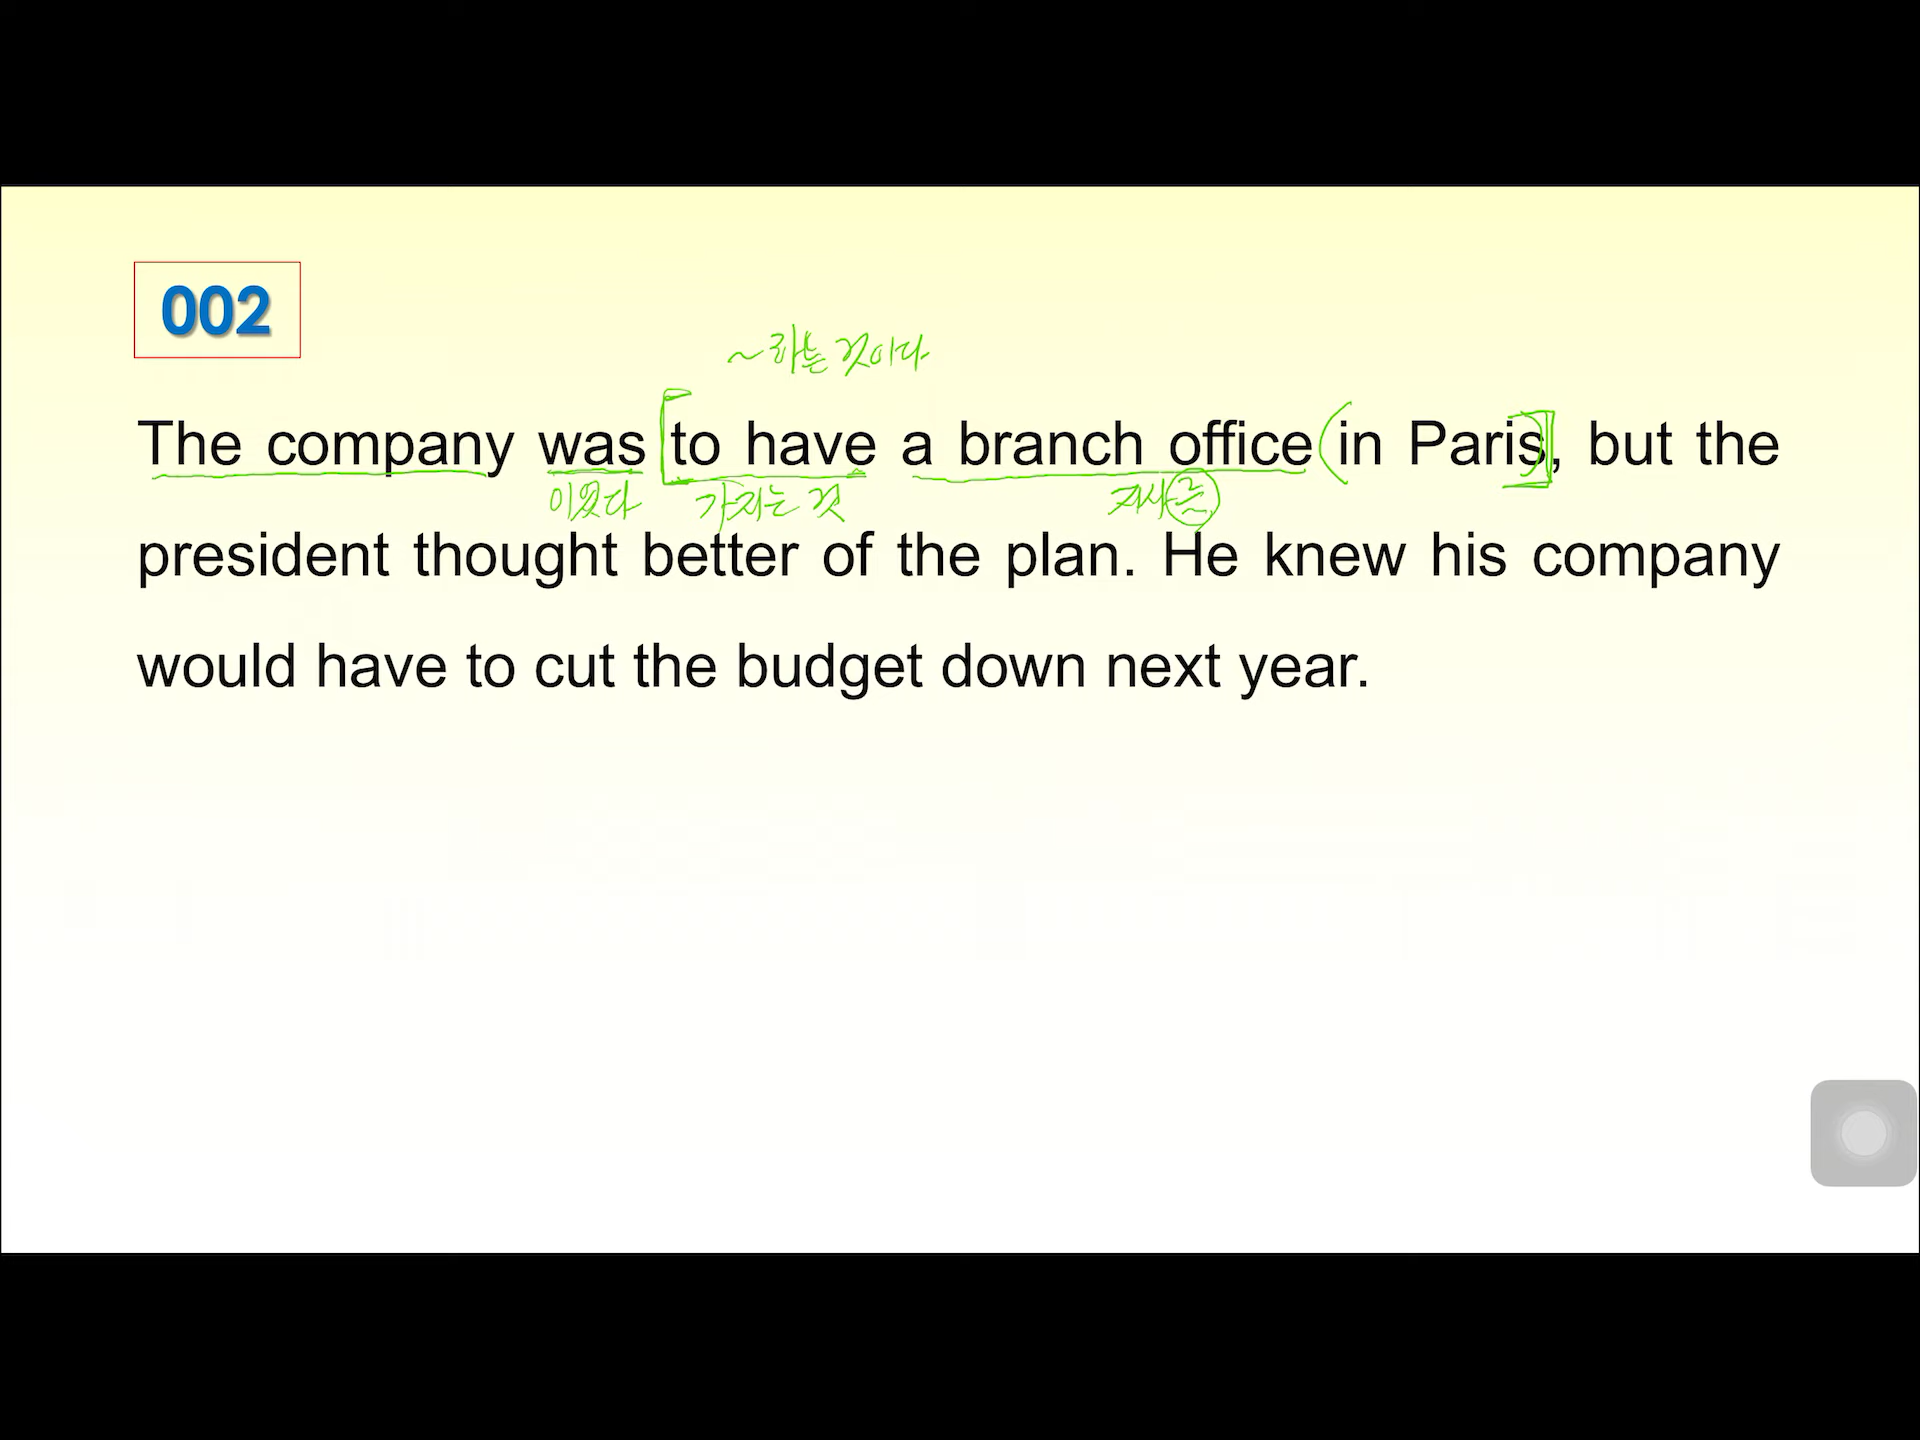 002
~하는 것이다
The company was to have a branch office in Paris, but the
이었다 가지는 것 지사를
president thought better of the plan. He knew his company
would have to cut the budget down next year.